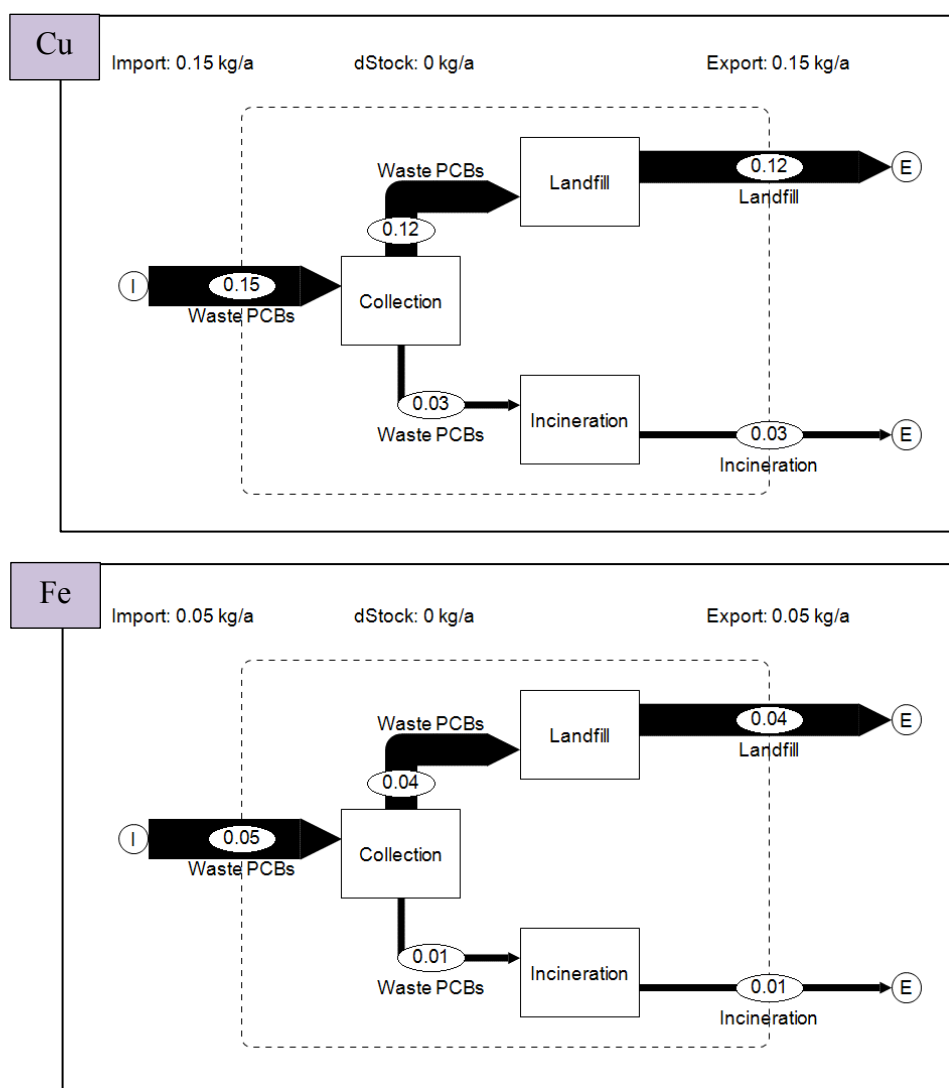 Cu
Import: 0.15 kg/a dStock: 0 kg/a Export: 0.15 kg/a
Waste PCBs
Landfill
0.12
Landfill
E
0.12
I
0.15
Waste PCBs
Collection
0.03
Waste PCBs
Incineration
0.03
Incineration
E
Fe
Import: 0.05 kg/a dStock: 0 kg/a Export: 0.05 kg/a
Waste PCBs
Landfill
0.04
Landfill
E
0.04
I
0.05
Waste PCBs
Collection
0.01
Waste PCBs
Incineration
0.01
Incineration
E